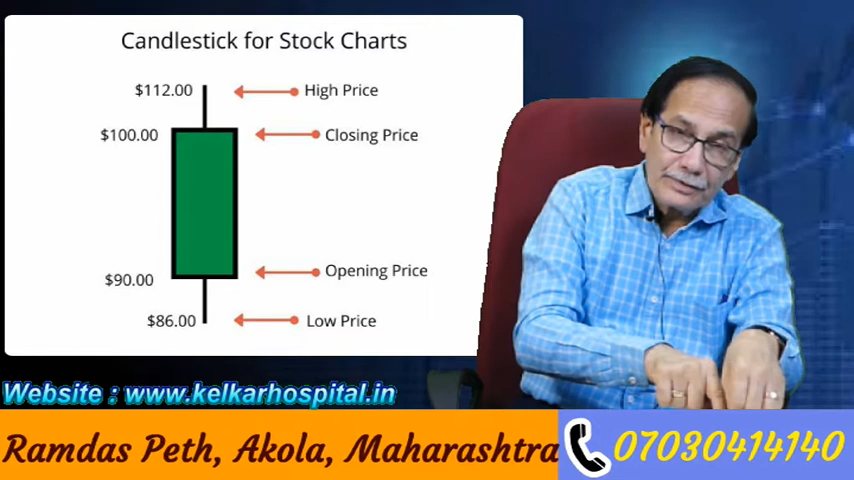 Candlestick for Stock Charts
$112.00 High Price
$100.00 Closing Price
$90.00 Opening Price
$86.00 Low Price
Website : www.kelkarhospital.in
Ramdas Peth, Akola, Maharashtra 07030414140